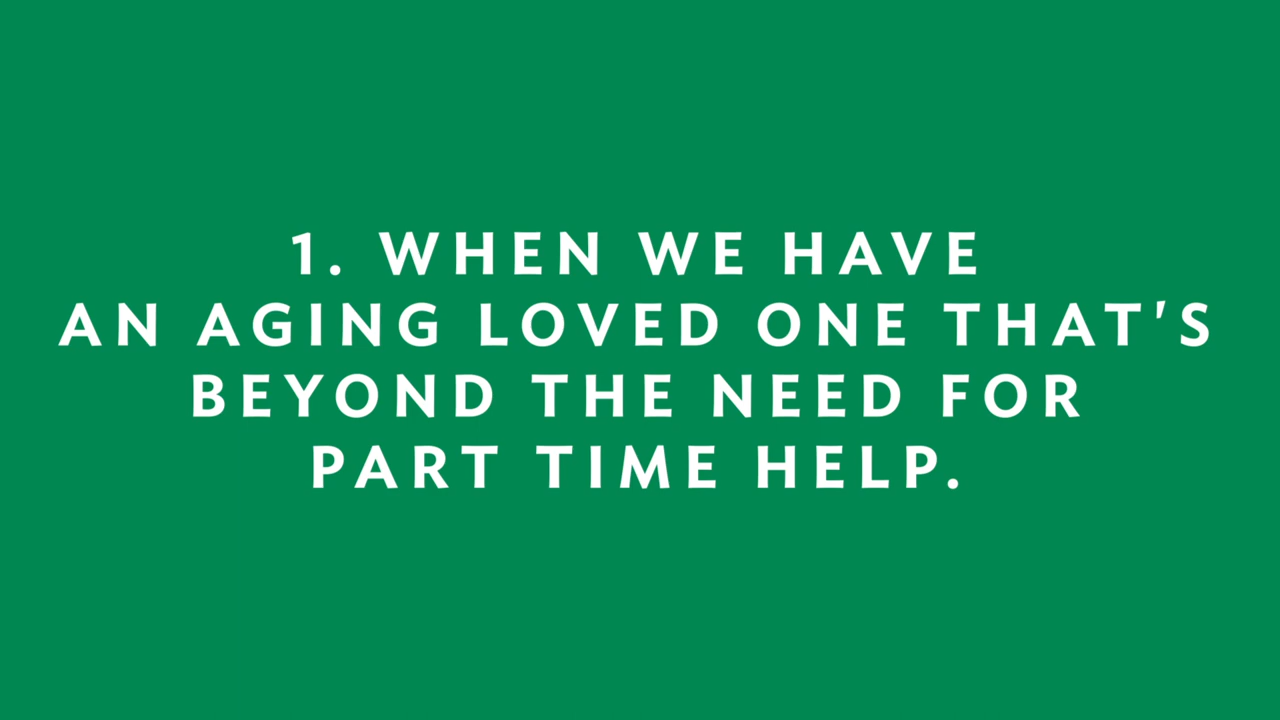 1. WHEN WE HAVE
AN AGING LOVED ONE THAT'S
BEYOND THE NEED FOR
PART TIME HELP.